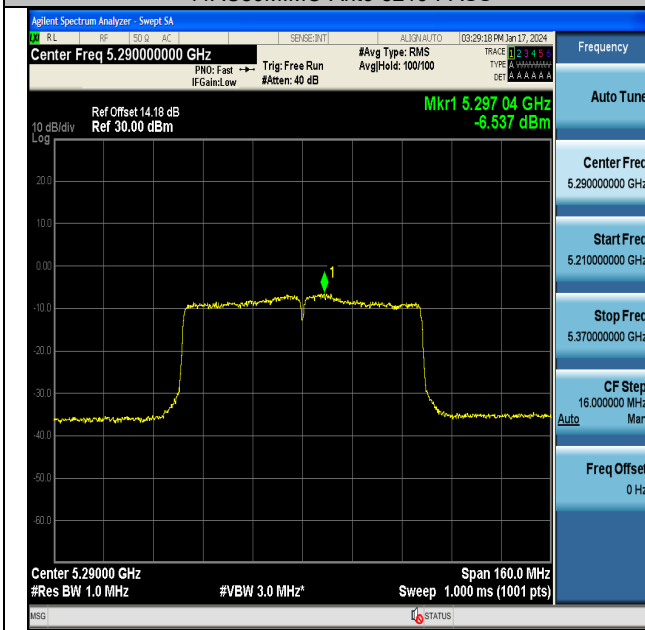 Agilent Spectrum Analyzer - Swept SA
LXI RL RF 50 Ω AC SENSE:INT ALIGN AUTO 03:29:18 PM Jan 17, 2024
Center Freq 5.290000000 GHz
PNO: Fast
IFGain:Low
Trig: Free Run
#Atten: 40 dB
#Avg Type: RMS
Avg|Hold: 100/100
TRACE 1 2 3 4 5 6
TYPE A
DET A A A A A A
Frequency
Ref Offset 14.18 dB
10 dB/div Ref 30.00 dBm
Log
Mkr1 5.297 04 GHz
-6.537 dBm
20.0
10.0
0.00
-10.0
-20.0
-30.0
-40.0
-50.0
-60.0
1
Center 5.29000 GHz
Span 160.0 MHz
#Res BW 1.0 MHz #VBW 3.0 MHz* Sweep 1.000 ms (1001 pts)
Auto Tune
Center Freq
5.290000000 GHz
Start Freq
5.210000000 GHz
Stop Freq
5.370000000 GHz
CF Step
16.000000 MHz
Auto Man
Freq Offset
0 Hz
MSG STATUS